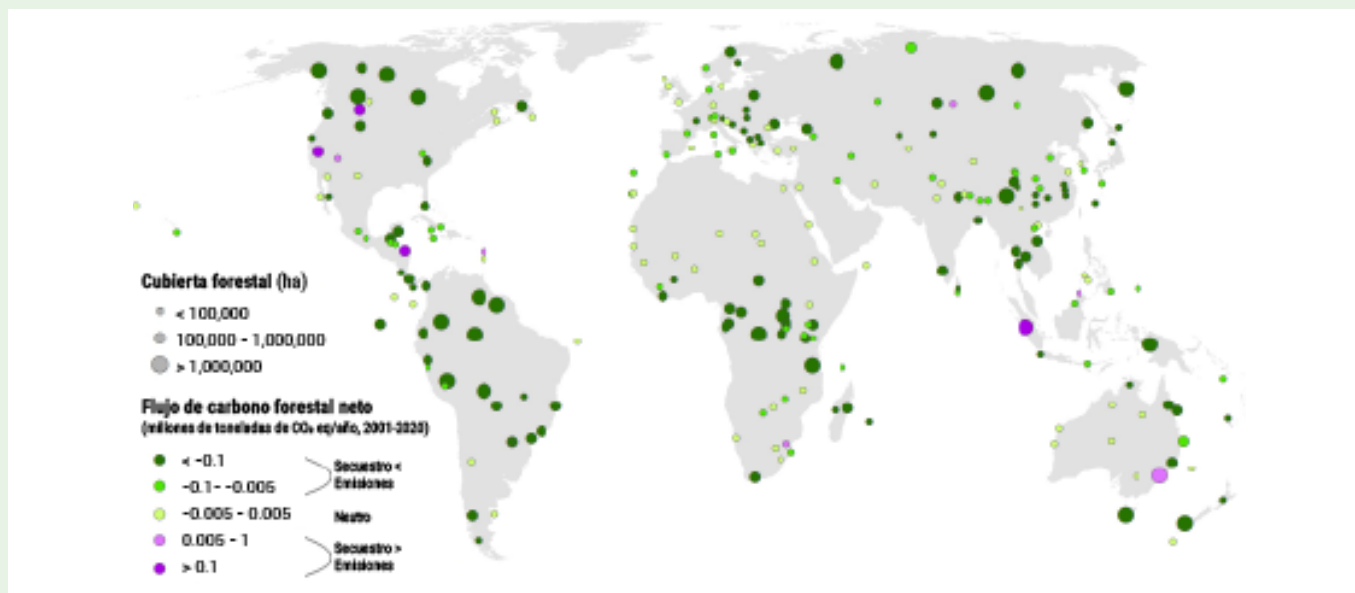 Cubierta forestal (ha)
< 100,000
100,000 - 1,000,000
> 1,000,000
Flujo de carbono forestal neto
(millones de toneladas de CO₂ eq/año, 2001-2020)
< -0.1
-0.1- -0.005
-0.005 - 0.005
0.005 - 1
> 0.1
Secuestro <
Emisiones
Neutro
Secuestro >
Emisiones